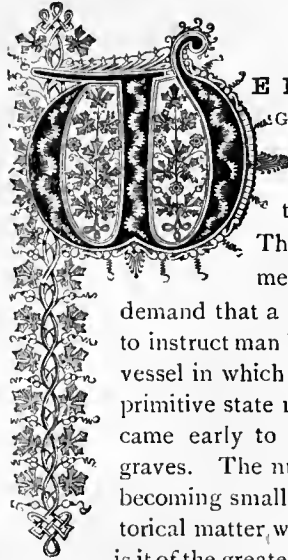 W E
G
t
Th
me
demand that a
to instruct man
vessel in which
primitive state
came early to
graves. The nu
becoming small
torical matter, w
is it of the greate